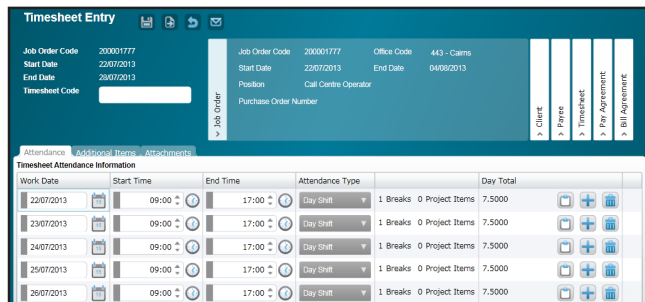 Timesheet Entry
Job Order Code 200001777
Start Date 22/07/2013
End Date 28/07/2013
Timesheet Code
> Job Order
Job Order Code 200001777 Office Code 443 - Cairns
Start Date 22/07/2013 End Date 04/08/2013
Position Call Centre Operator
Purchase Order Number
> Client
> Payee
> Timesheet
> Pay Agreement
> Bill Agreement
Attendance Additional Items Attachments
Timesheet Attendance Information
Work Date Start Time End Time Attendance Type Day Total
22/07/2013 09:00 17:00 Day Shift 1 Breaks 0 Project Items 7.5000
23/07/2013 09:00 17:00 Day Shift 1 Breaks 0 Project Items 7.5000
24/07/2013 09:00 17:00 Day Shift 1 Breaks 0 Project Items 7.5000
25/07/2013 09:00 17:00 Day Shift 1 Breaks 0 Project Items 7.5000
26/07/2013 09:00 17:00 Day Shift 1 Breaks 0 Project Items 7.5000